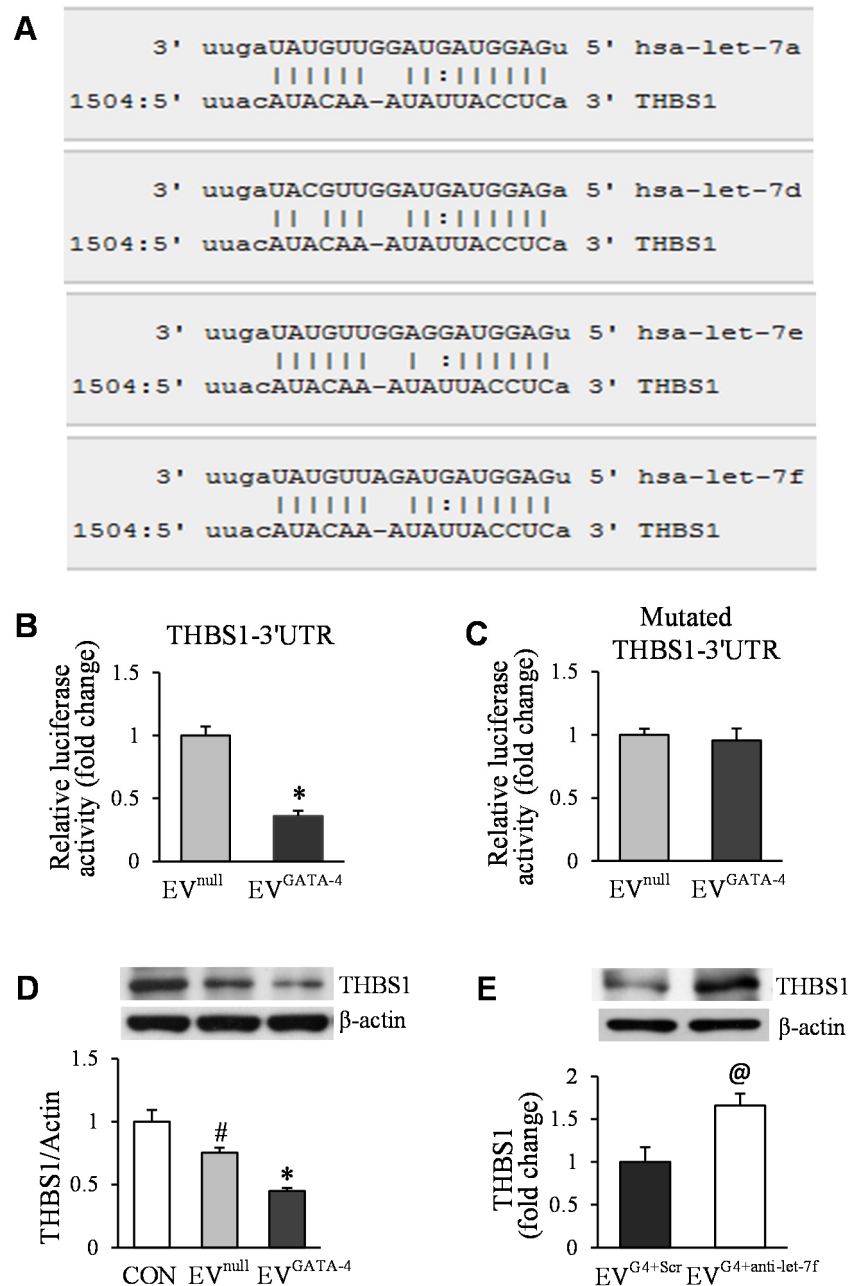 A
3' uugaUAUGUUGGAUGAUGGAGu 5' hsa-let-7a
|||||| ||:||||||
1504:5' uuacAUACAA-AUAUUACCUCa 3' THBS1
3' uugaUACGUUGGAUGAUGGAGa 5' hsa-let-7d
|| ||| ||:||||||
1504:5' uuacAUACAA-AUAUUACCUCa 3' THBS1
3' uugaUAUGUUGGAGGAUGGAGu 5' hsa-let-7e
|||||| | :||||||
1504:5' uuacAUACAA-AUAUUACCUCa 3' THBS1
3' uugaUAUGUUAGAUGAUGGAGu 5' hsa-let-7f
|||||| ||:||||||
1504:5' uuacAUACAA-AUAUUACCUCa 3' THBS1
B
THBS1-3'UTR
Relative luciferase
activity (fold change)
1.5
1
0.5
0
*
EVnull EVGATA-4
C
Mutated
THBS1-3'UTR
Relative luciferase
activity (fold change)
1.5
1
0.5
0
EVnull EVGATA-4
D
THBS1
β-actin
THBS1/Actin
1.5
1
0.5
0
#
*
CON EVnull EVGATA-4
E
THBS1
β-actin
THBS1
(fold change)
2
1.5
1
0.5
0
@
EVG4+Scr EVG4+anti-let-7f